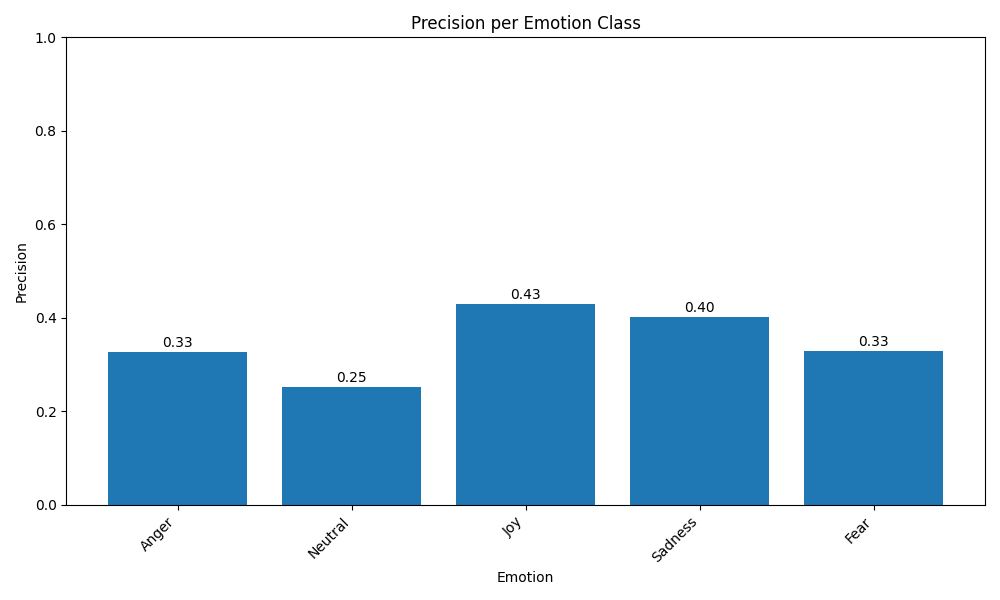 Precision per Emotion Class
1.0
0.8
0.6
0.4
0.2
0.0
Precision
0.33
0.25
0.43
0.40
0.33
Anger
Neutral
Joy
Sadness
Fear
Emotion